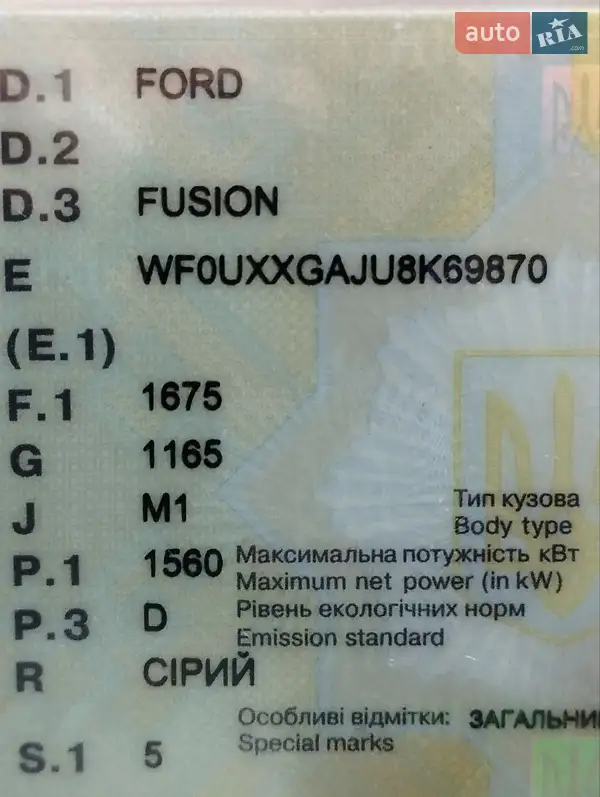 auto RIA .com
D.1 FORD
D.2
D.3 FUSION
E WF0UXXGAJU8K69870
(E.1)
F.1 1675
G 1165
J M1 Тип кузова
Body type
P.1 1560 Максимальна потужність кВт
Maximum net power (in kW)
P.3 D Рівень екологічних норм
Emission standard
R СІРИЙ
Особливі відмітки: ЗАГАЛЬНИ
S.1 5 Special marks